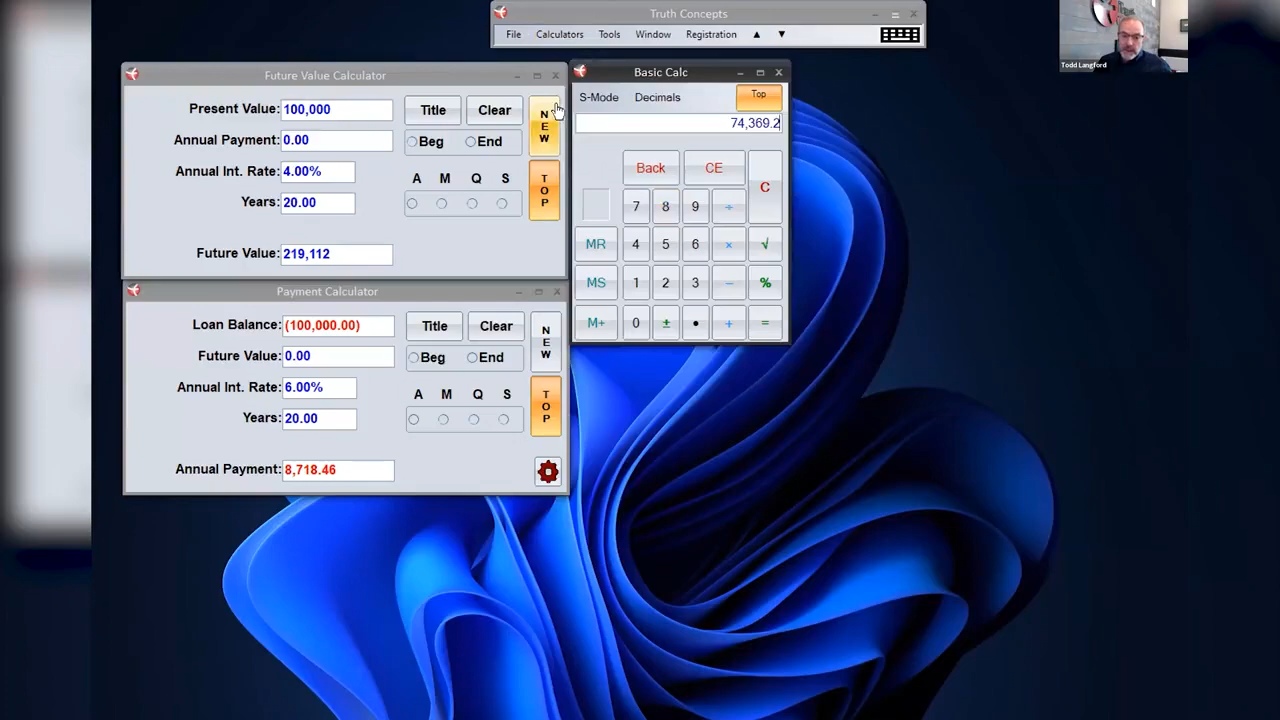 Truth Concepts
File Calculators Tools Window Registration
Todd Langford
Future Value Calculator
Present Value: 100,000 Title Clear
Annual Payment: 0.00 Beg End
Annual Int. Rate: 4.00%
A M Q S
Years: 20.00
Future Value: 219,112
NEW
TOP
Payment Calculator
Loan Balance: (100,000.00) Title Clear
Future Value: 0.00 Beg End
Annual Int. Rate: 6.00%
A M Q S
Years: 20.00
Annual Payment: 8,718.46
NEW
TOP
Basic Calc
S-Mode Decimals Top
74,369.2
Back CE C
7 8 9 ÷
MR 4 5 6 × √
MS 1 2 3 − %
M+ 0 ± • + =